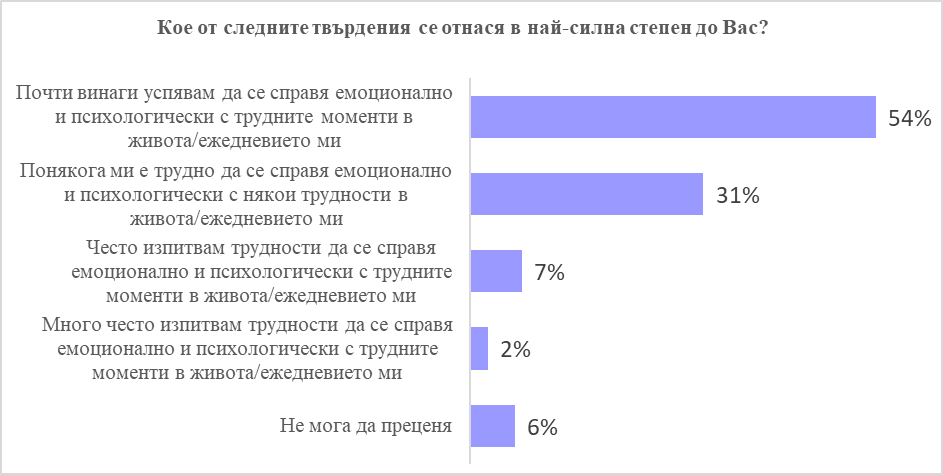 Кое от следните твърдения се отнася в най-силна степен до Вас?
Почти винаги успявам да се справя емоционално
и психологически с трудните моменти в
живота/ежедневието ми
54%
Понякога ми е трудно да се справя емоционално
и психологически с някои трудности в
живота/ежедневието ми
31%
Често изпитвам трудности да се справя
емоционално и психологически с трудните
моменти в живота/ежедневието ми
7%
Много често изпитвам трудности да се справя
емоционално и психологически с трудните
моменти в живота/ежедневието ми
2%
Не мога да преценя
6%